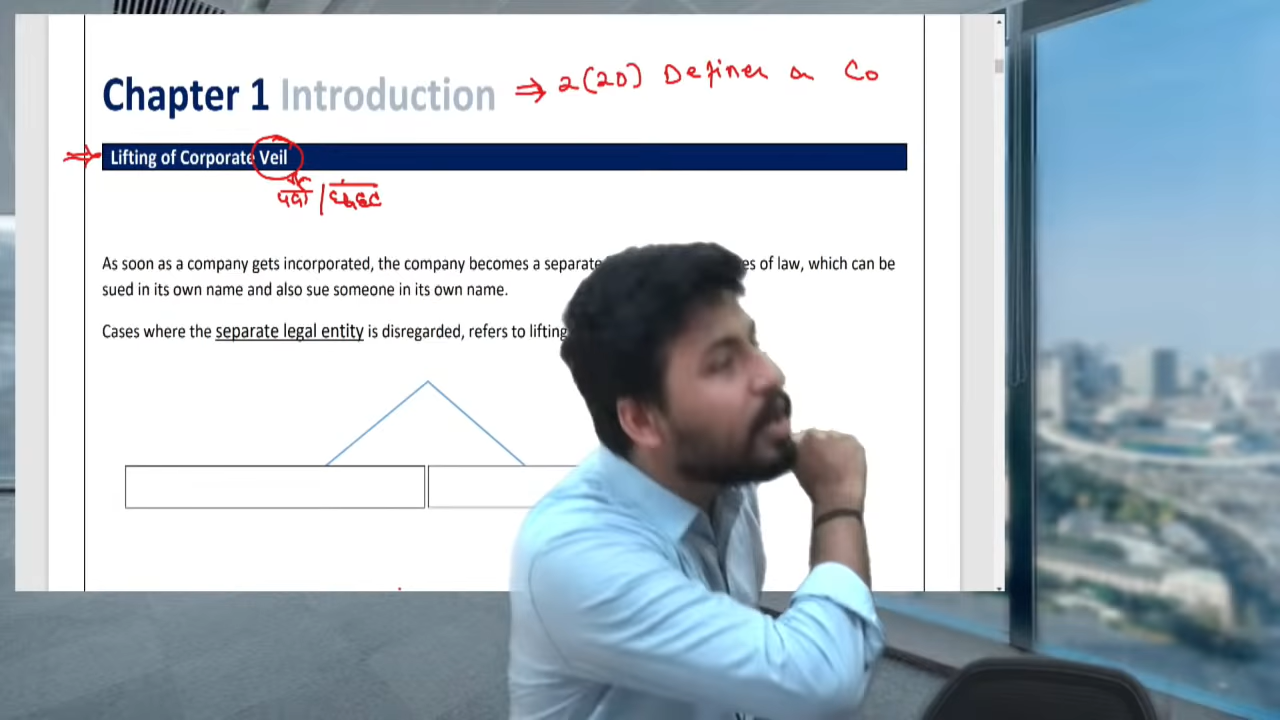 Chapter 1 Introduction ⇒ 2(20) Defines a Co
⇒ Lifting of Corporate Veil
As soon as a company gets incorporated, the company becomes a separate es of law, which can be
sued in its own name and also sue someone in its own name.
Cases where the separate legal entity is disregarded, refers to lifting